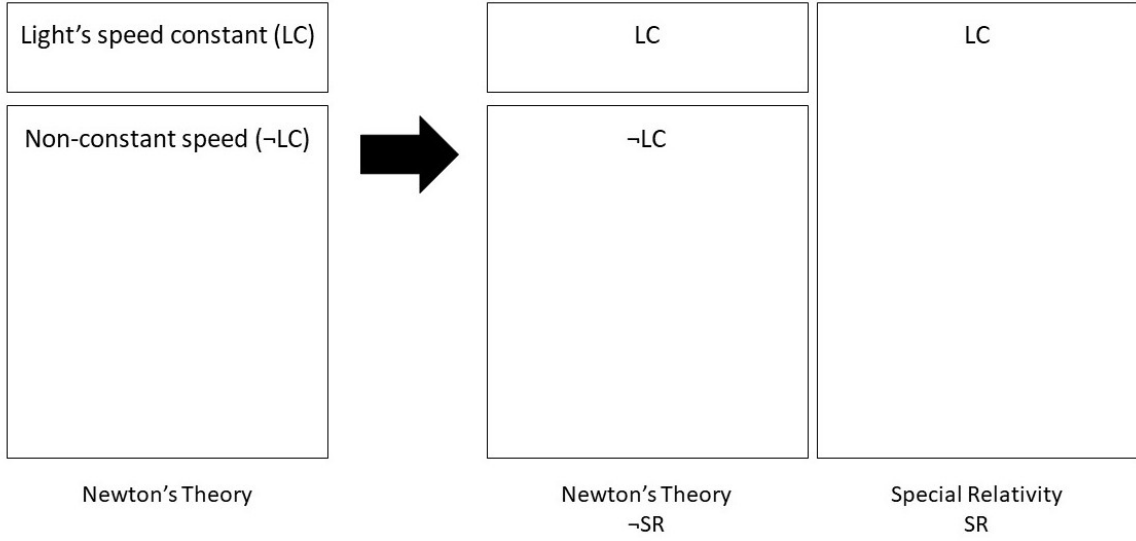 Light’s speed constant (LC)
LC
LC
Non-constant speed (¬LC)
¬LC
Newton’s Theory
Newton’s Theory
¬SR
Special Relativity
SR